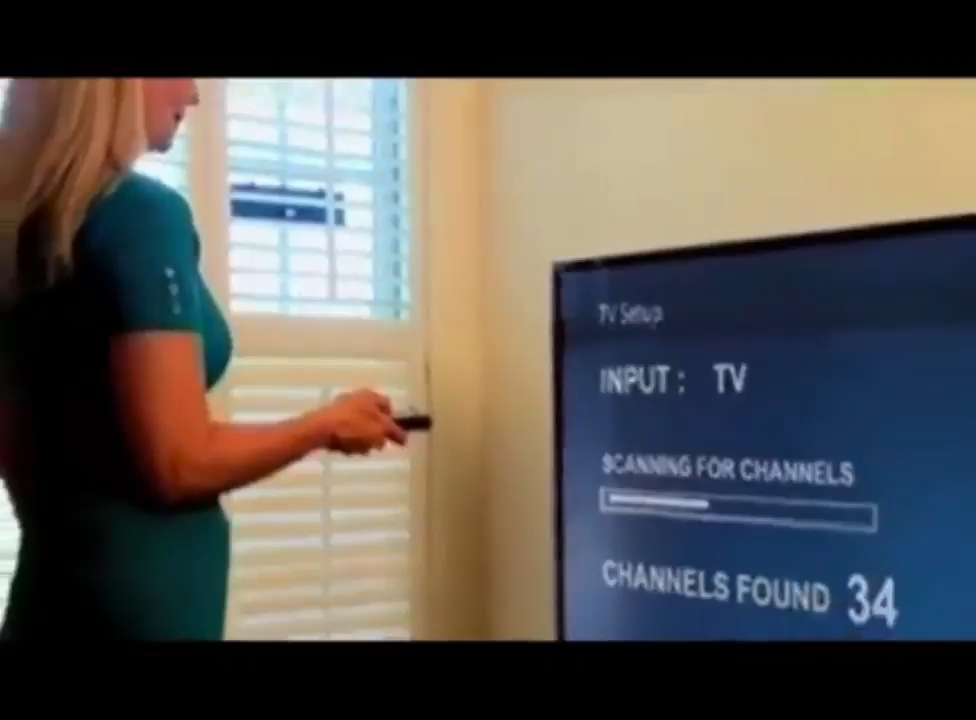 TV Setup
INPUT : TV
SCANNING FOR CHANNELS
CHANNELS FOUND 34